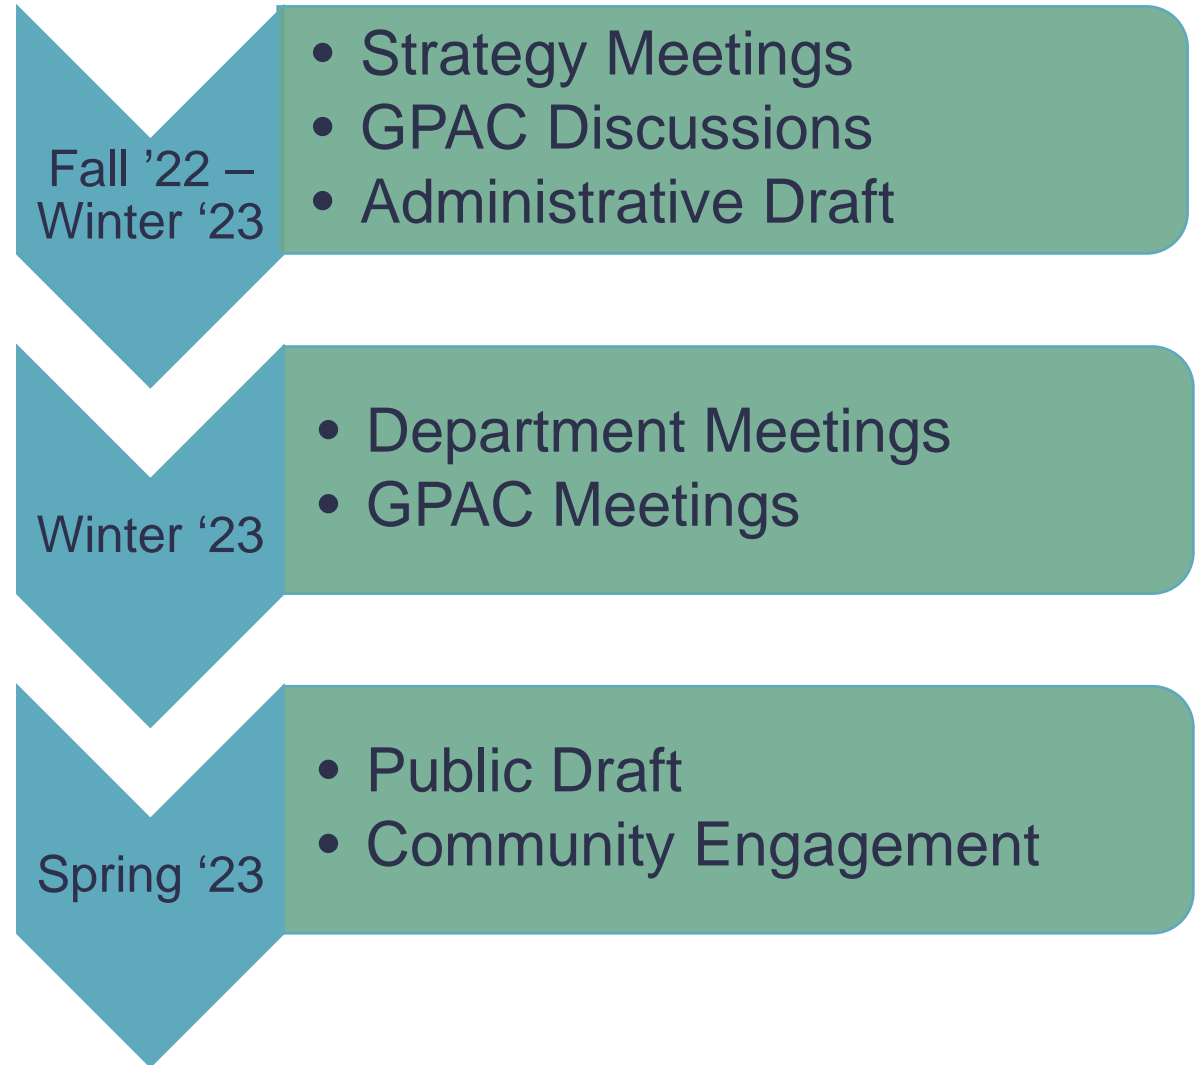 Fall ’22 –
Winter ‘23
• Strategy Meetings
• GPAC Discussions
• Administrative Draft
Winter ‘23
• Department Meetings
• GPAC Meetings
Spring ‘23
• Public Draft
• Community Engagement